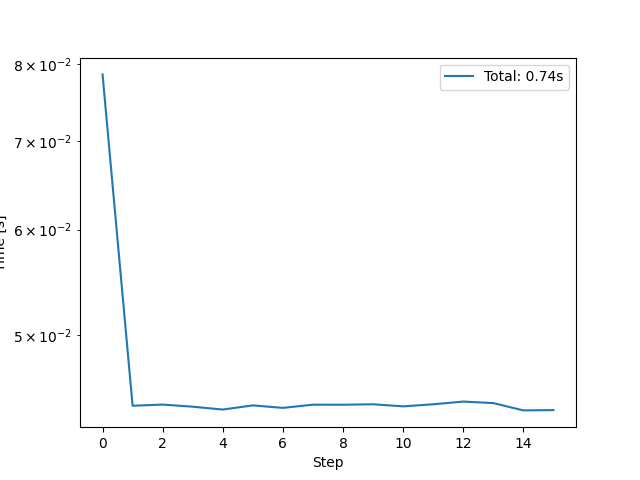 Total: 0.74s
8 × 10⁻²
7 × 10⁻²
6 × 10⁻²
5 × 10⁻²
[s]
0 2 4 6 8 10 12 14
Step